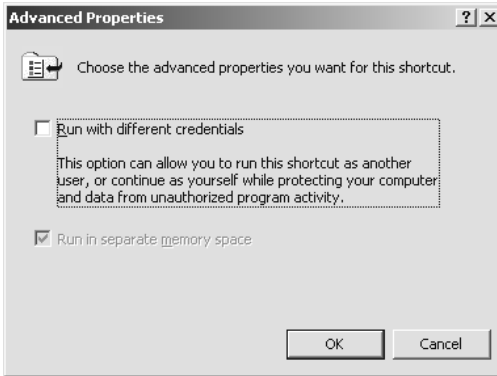 Advanced Properties
Choose the advanced properties you want for this shortcut.
Run with different credentials
This option can allow you to run this shortcut as another
user, or continue as yourself while protecting your computer
and data from unauthorized program activity.
Run in separate memory space
OK Cancel